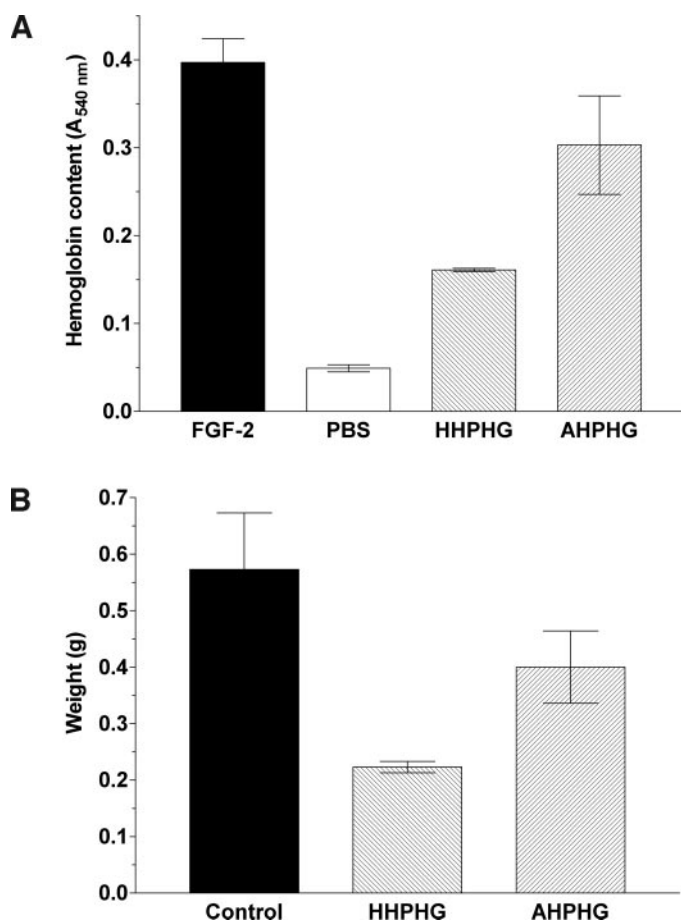 A
Hemoglobin content (A540 nm)
0.4
0.3
0.2
0.1
0.0
FGF-2 PBS HHPHG AHPHG
B
Weight (g)
0.7
0.6
0.5
0.4
0.3
0.2
0.1
0.0
Control HHPHG AHPHG